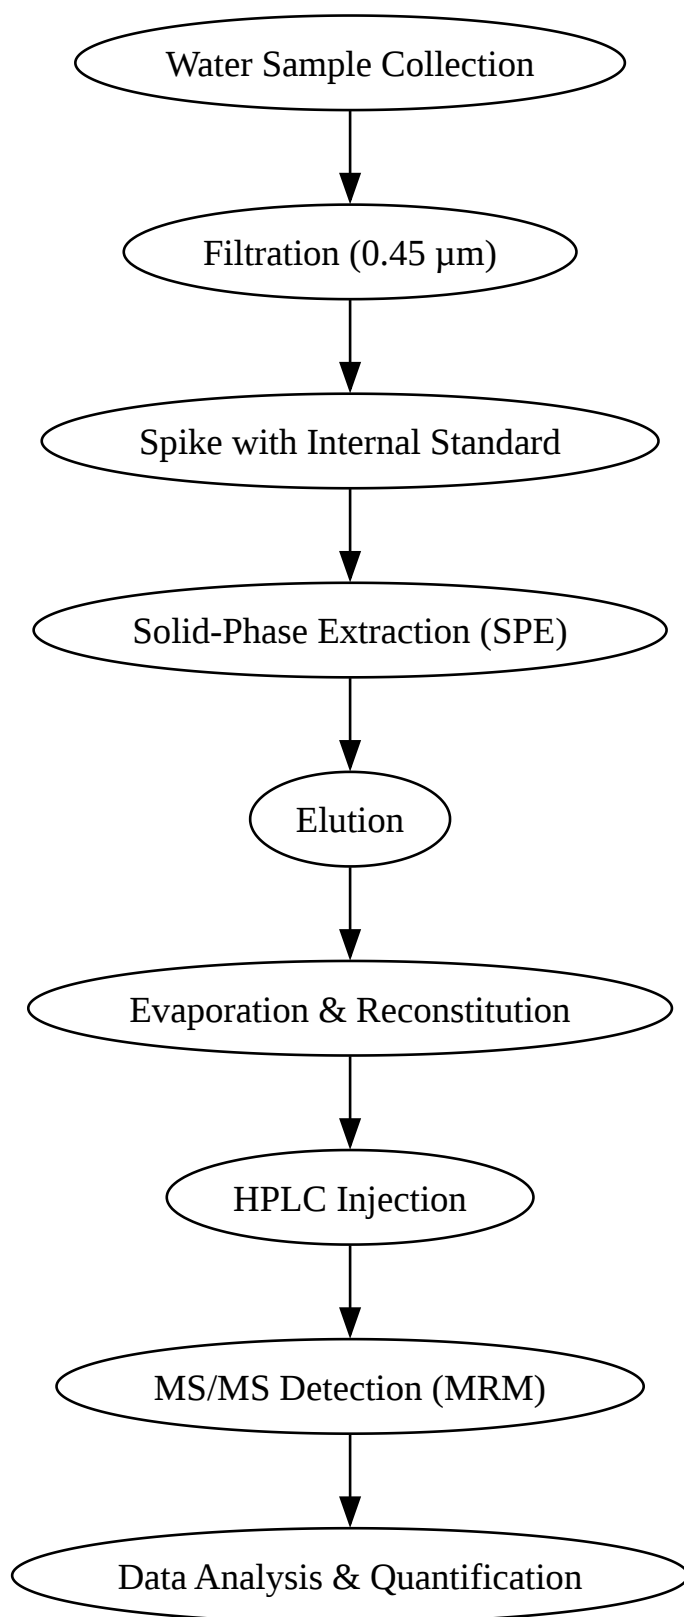 Water Sample Collection
Filtration (0.45 µm)
Spike with Internal Standard
Solid-Phase Extraction (SPE)
Elution
Evaporation & Reconstitution
HPLC Injection
MS/MS Detection (MRM)
Data Analysis & Quantification